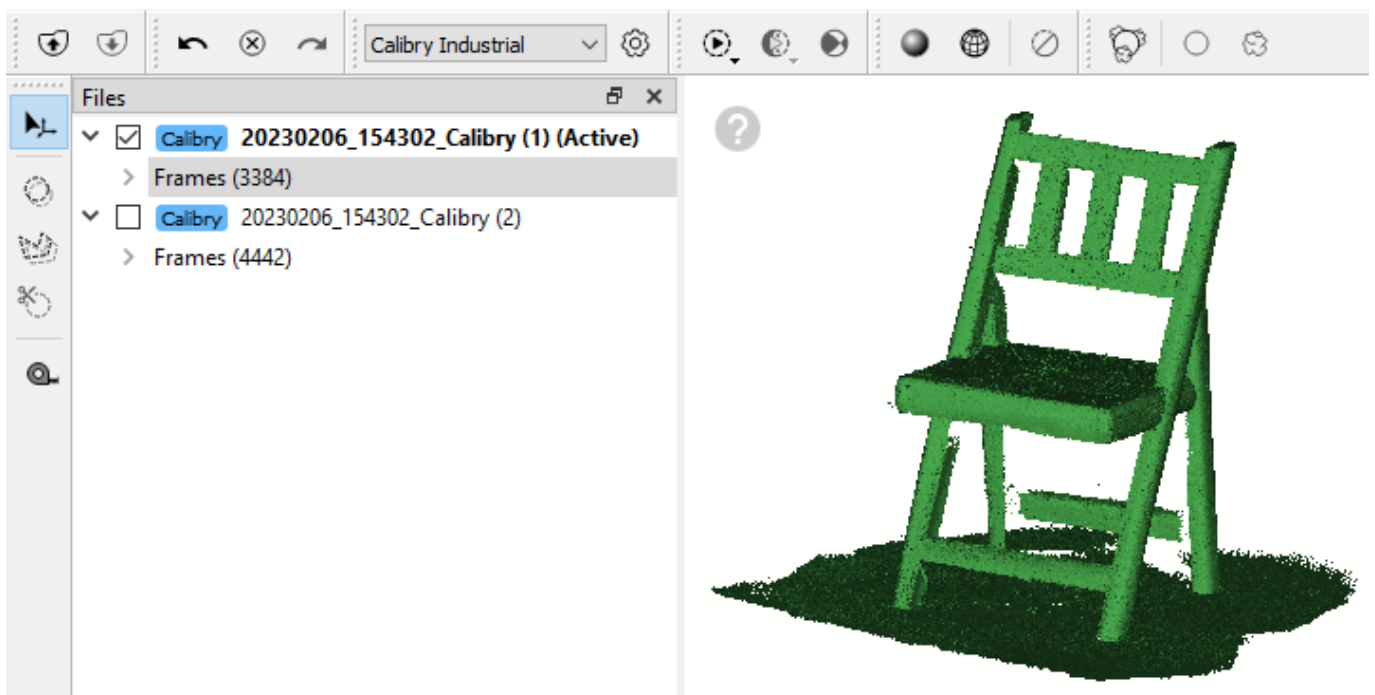 Calibry Industrial
Files
Calibry 20230206_154302_Calibry (1) (Active)
Frames (3384)
Calibry 20230206_154302_Calibry (2)
Frames (4442)
?